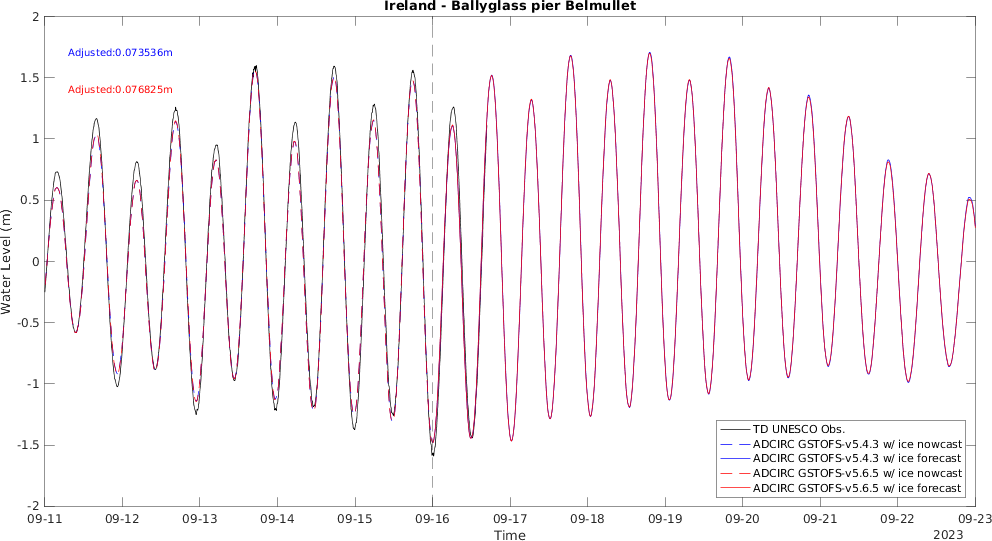 Ireland - Ballyglass pier Belmullet
Adjusted:0.073536m
Adjusted:0.076825m
2
1.5
1
0.5
0
-0.5
-1
-1.5
-2
Water Level (m)
TD UNESCO Obs.
ADCIRC GSTOFS-v5.4.3 w/ ice nowcast
ADCIRC GSTOFS-v5.4.3 w/ ice forecast
ADCIRC GSTOFS-v5.6.5 w/ ice nowcast
ADCIRC GSTOFS-v5.6.5 w/ ice forecast
09-11 09-12 09-13 09-14 09-15 09-16 09-17 09-18 09-19 09-20 09-21 09-22 09-23
Time
2023